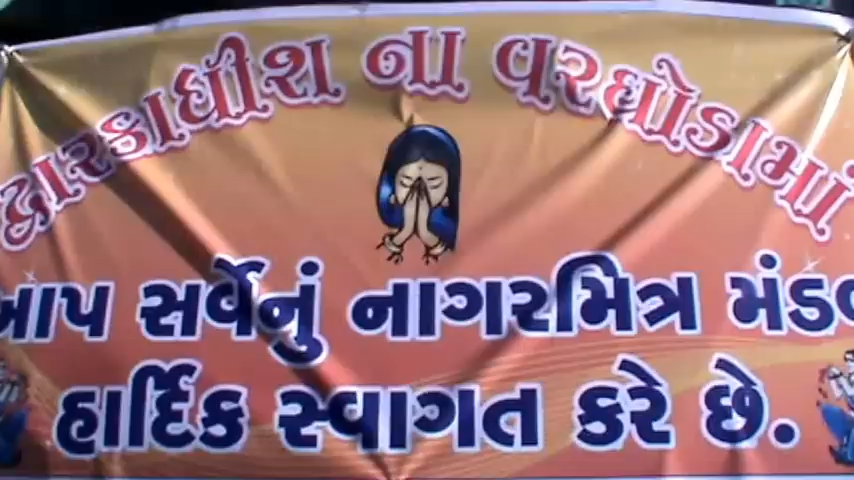 દ્વારકાધીશ ના વરઘોડામાં
આપ સર્વેનું નાગરમિત્ર મંડળ
હાર્દિક સ્વાગત કરે છે.